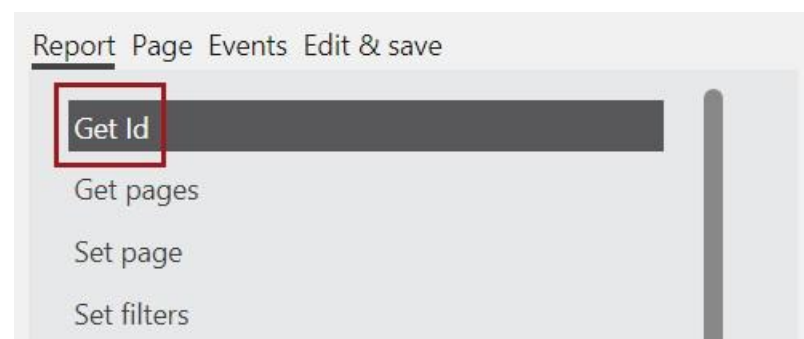 Report Page Events Edit & save
Get Id
Get pages
Set page
Set filters